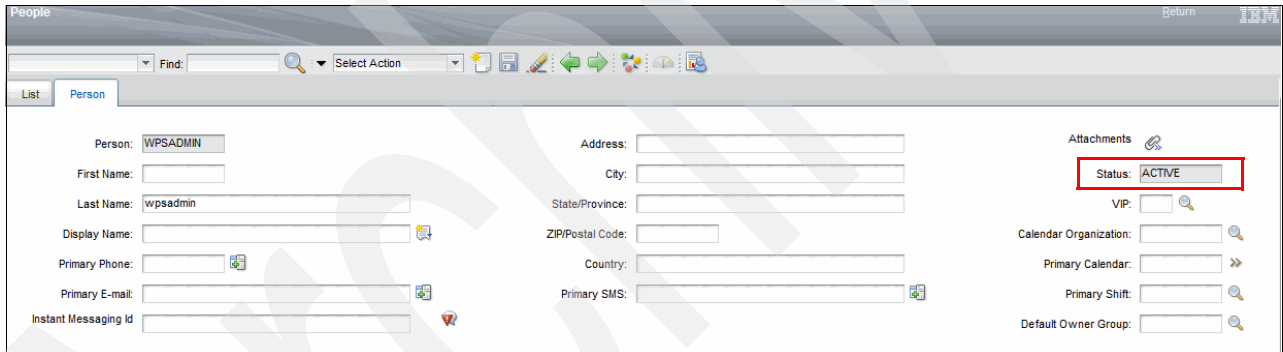 People Return IBM
Find: Select Action
List Person
Person: WPSADMIN Address: Attachments
First Name: City: Status: ACTIVE
Last Name: wpsadmin State/Province: VIP:
Display Name: ZIP/Postal Code: Calendar Organization:
Primary Phone: Country: Primary Calendar:
Primary E-mail: Primary SMS: Primary Shift:
Instant Messaging Id Default Owner Group: